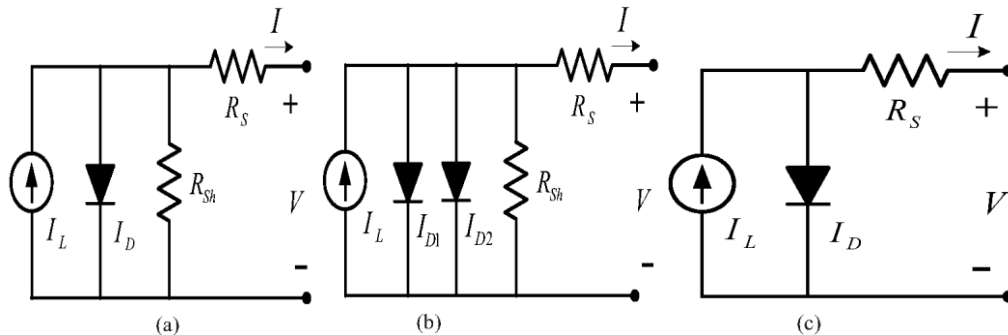 I
R_S
+
I_L
I_D
R_Sh
V
-
(a)
I
R_S
+
I_L
I_D1
I_D2
R_Sh
V
-
(b)
I
R_S
+
I_L
I_D
V
-
(c)